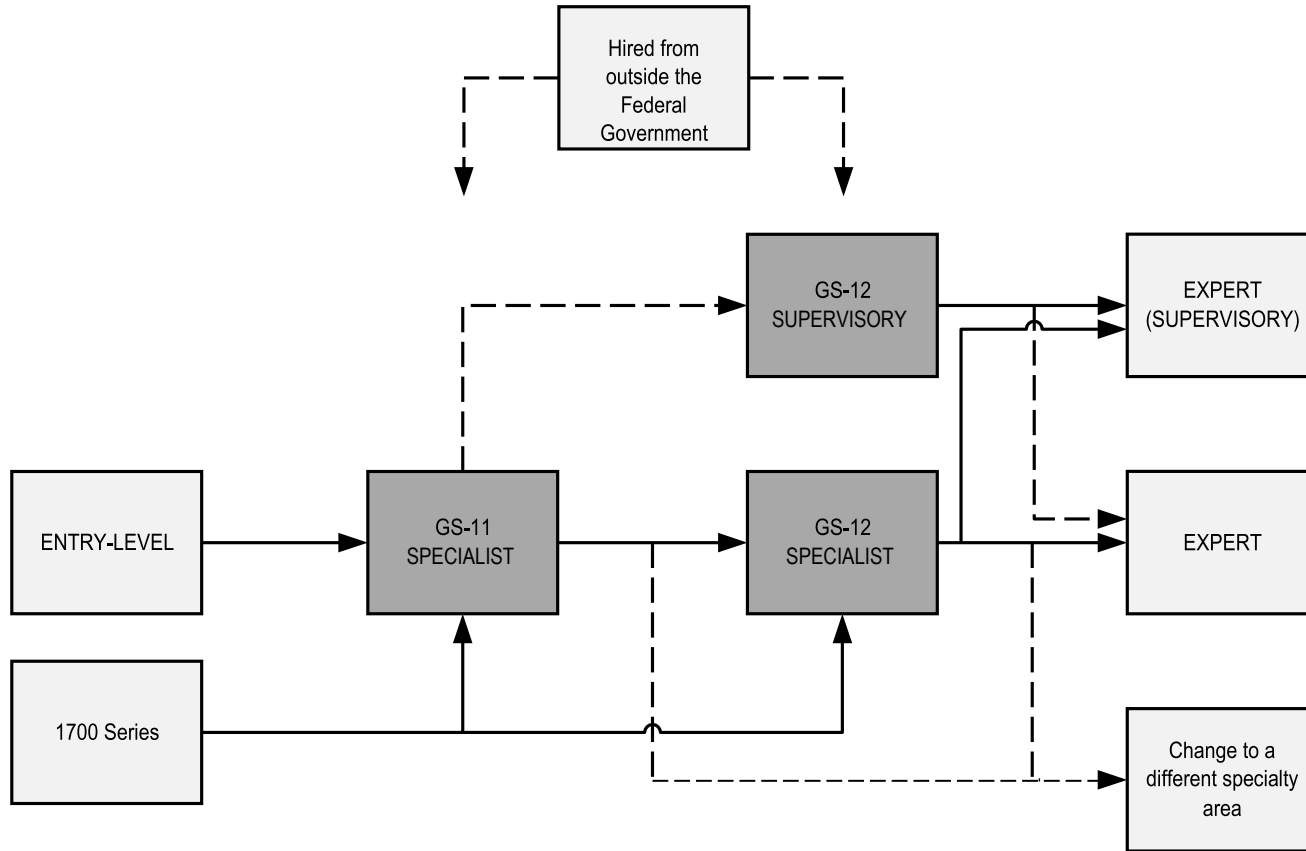 Hired from
outside the
Federal
Government
GS-12
SUPERVISORY
EXPERT
(SUPERVISORY)
ENTRY-LEVEL
GS-11
SPECIALIST
GS-12
SPECIALIST
EXPERT
1700 Series
Change to a
different specialty
area